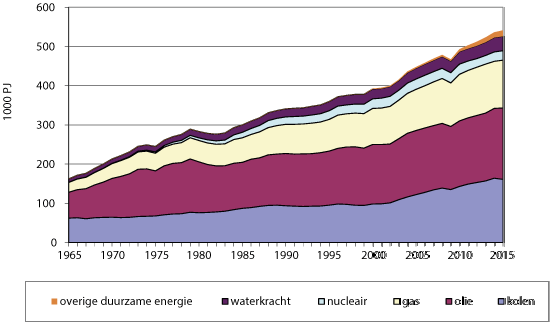 600
500
400
300
200
100
0
1000 PJ
1965 1970 1975 1980 1985 1990 1995 2000 2005 2010 2015
overige duurzame energie waterkracht nucleair gas olie kolen